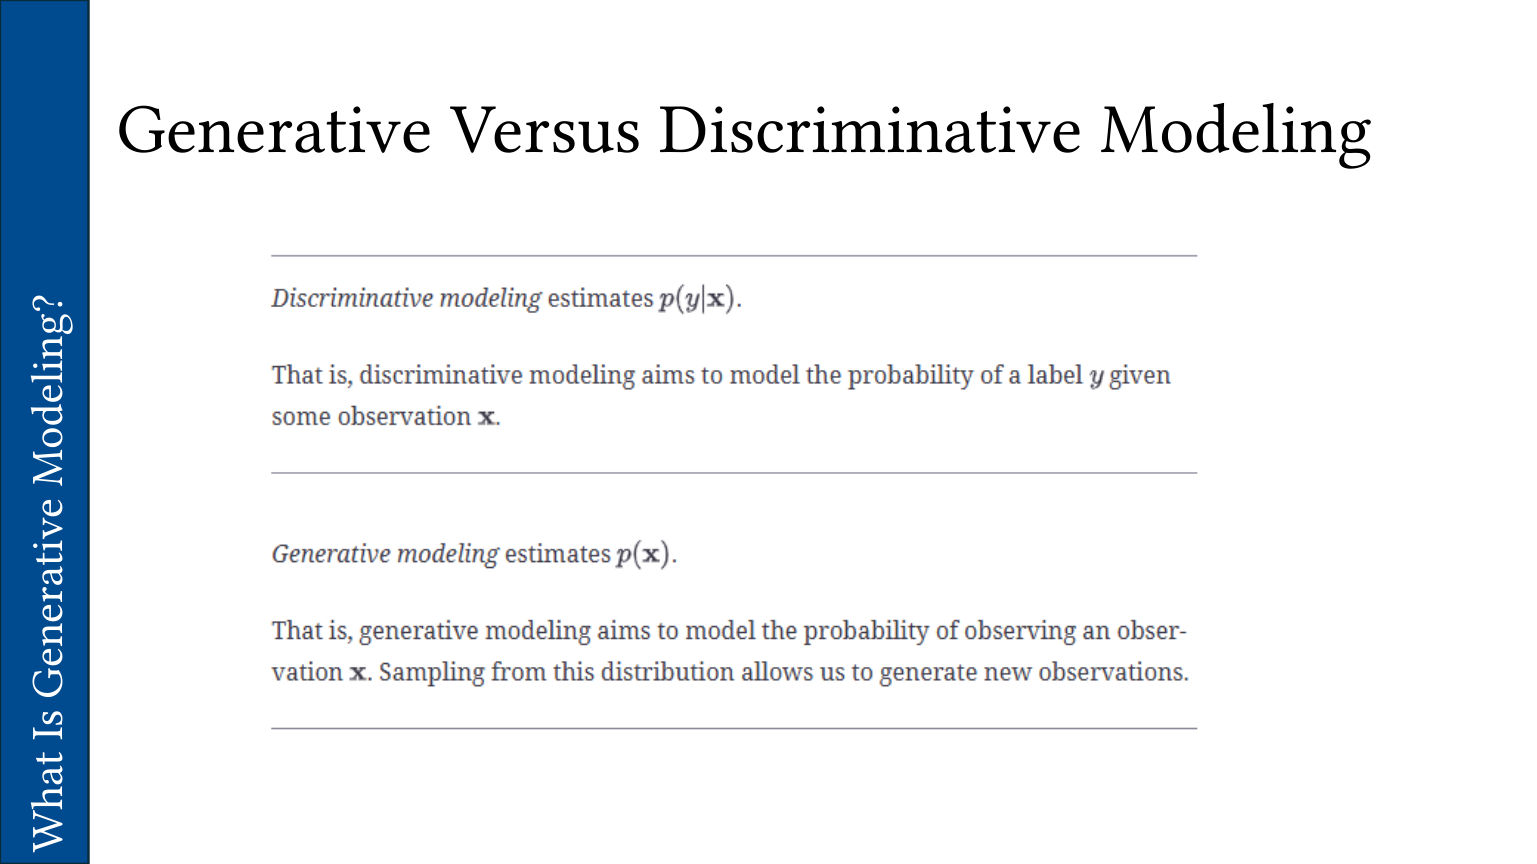 What Is Generative Modeling?
Generative Versus Discriminative Modeling
Discriminative modeling estimates p(y|x).
That is, discriminative modeling aims to model the probability of a label y given
some observation x.
Generative modeling estimates p(x).
That is, generative modeling aims to model the probability of observing an obser-
vation x. Sampling from this distribution allows us to generate new observations.